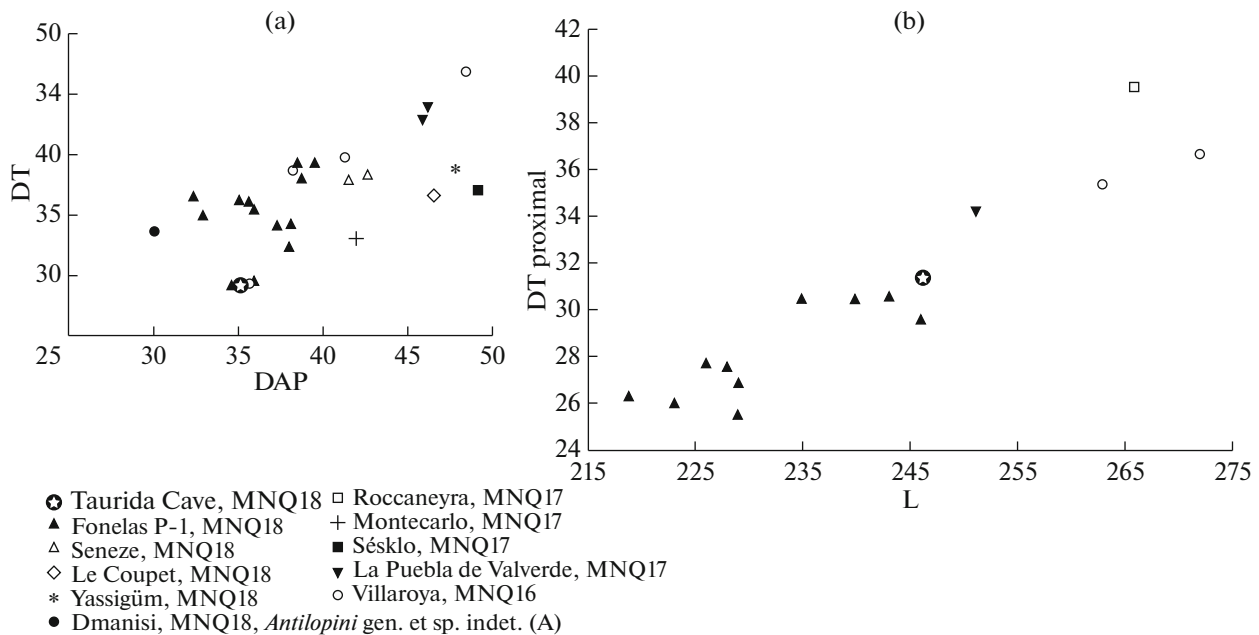 (a)
50
34
40
35
30
25
DT
30
35
40
45
50
DAP
(b)
42
40
38
36
34
32
30
28
26
24
DT proximal
215
225
235
245
255
265
275
L
Taurida Cave, MNQ18
Fonelas P-1, MNQ18
Seneze, MNQ18
Le Coupet, MNQ18
Yassigüm, MNQ18
Dmanisi, MNQ18, Antilopini gen. et sp. indet. (A)
Roccaneyra, MNQ17
Montecarlo, MNQ17
Sésklo, MNQ17
La Puebla de Valverde, MNQ17
Villaroya, MNQ16